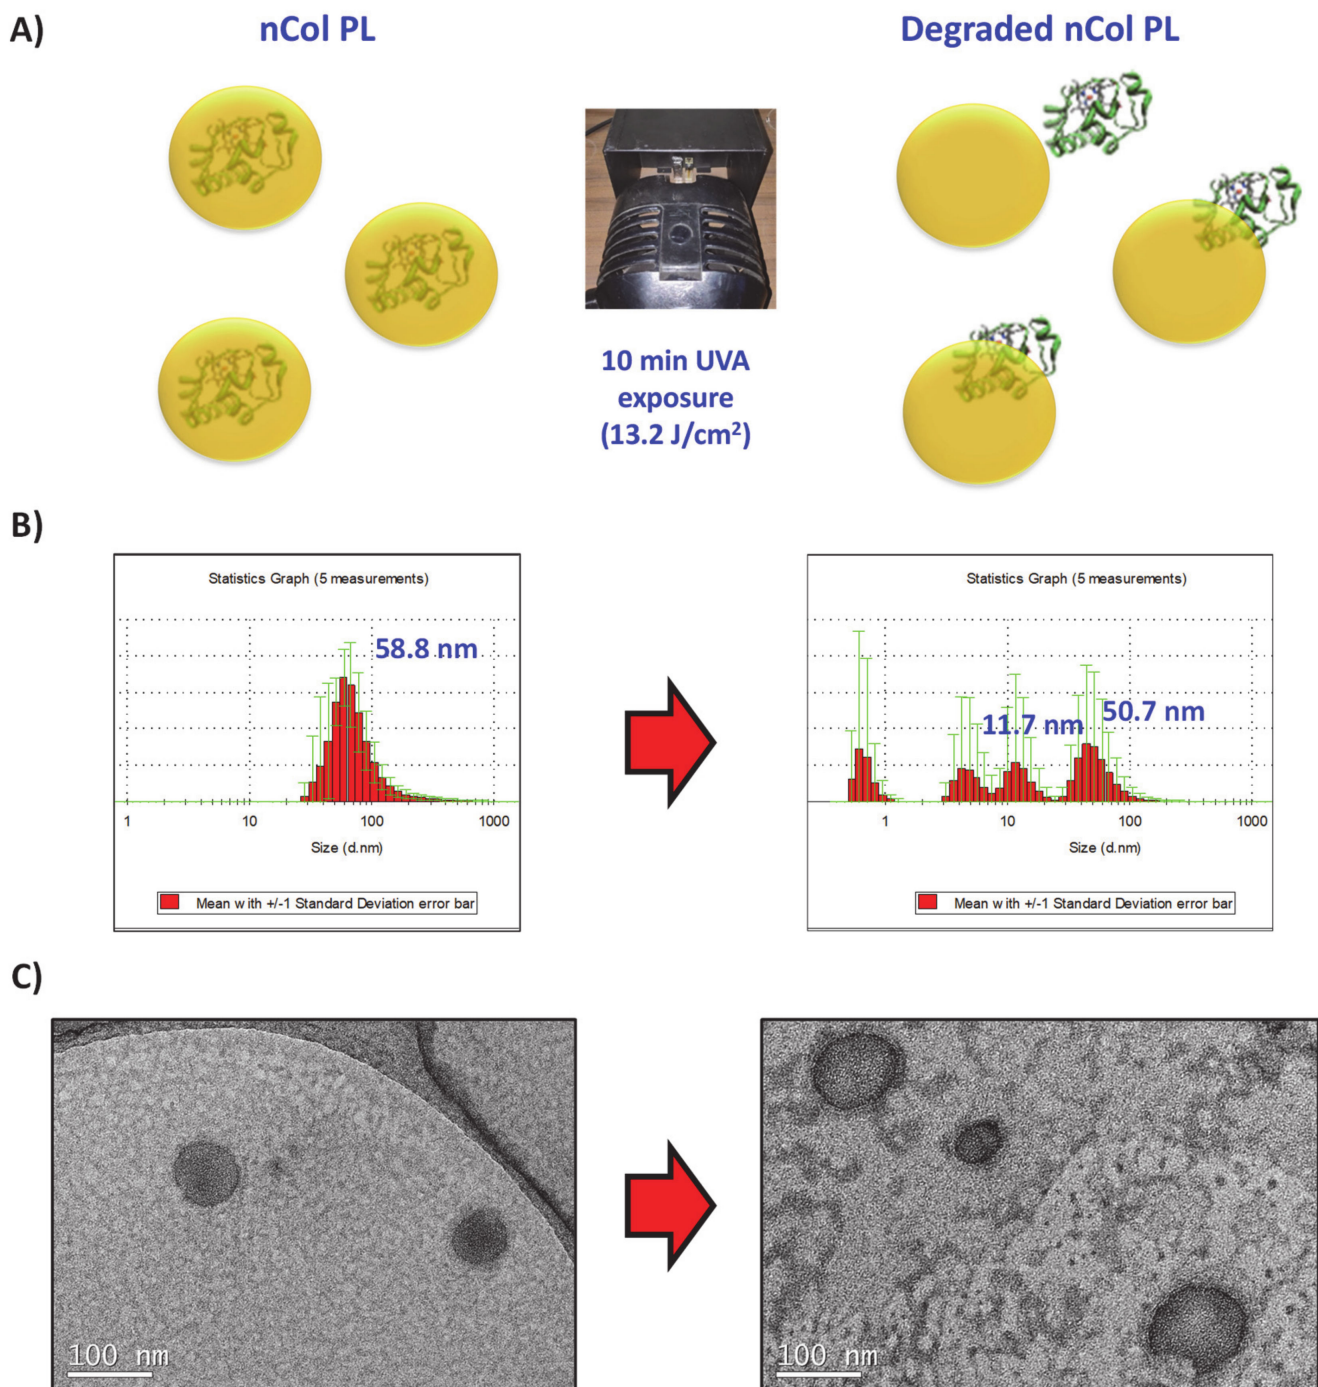 A)
nCol PL
Degraded nCol PL
10 min UVA
exposure
(13.2 J/cm²)
B)
Statistics Graph (5 measurements)
58.8 nm
1 10 100 1000
Size (d.nm)
Mean with +/-1 Standard Deviation error bar
Statistics Graph (5 measurements)
11.7 nm
50.7 nm
1 10 100 1000
Size (d.nm)
Mean with +/-1 Standard Deviation error bar
C)
100 nm
100 nm